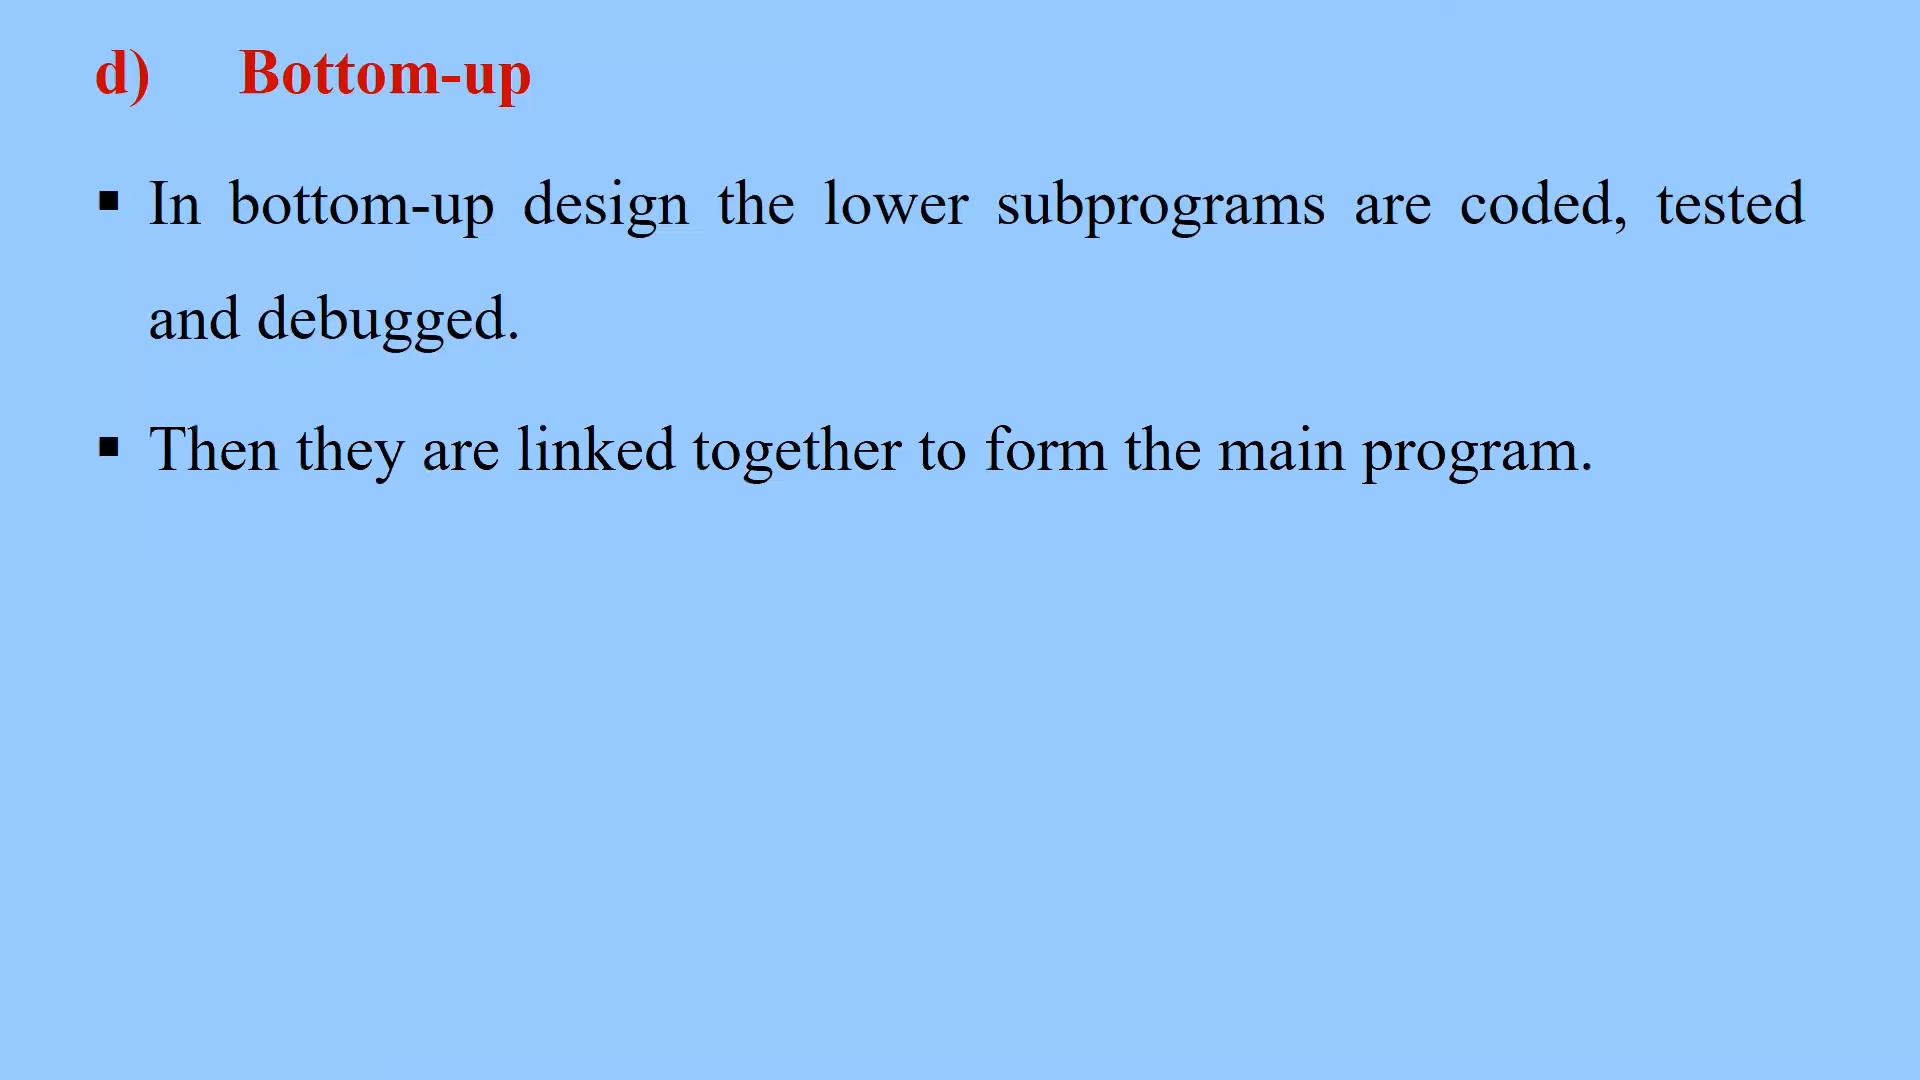 d) Bottom-up
▪ In bottom-up design the lower subprograms are coded, tested
and debugged.
▪ Then they are linked together to form the main program.